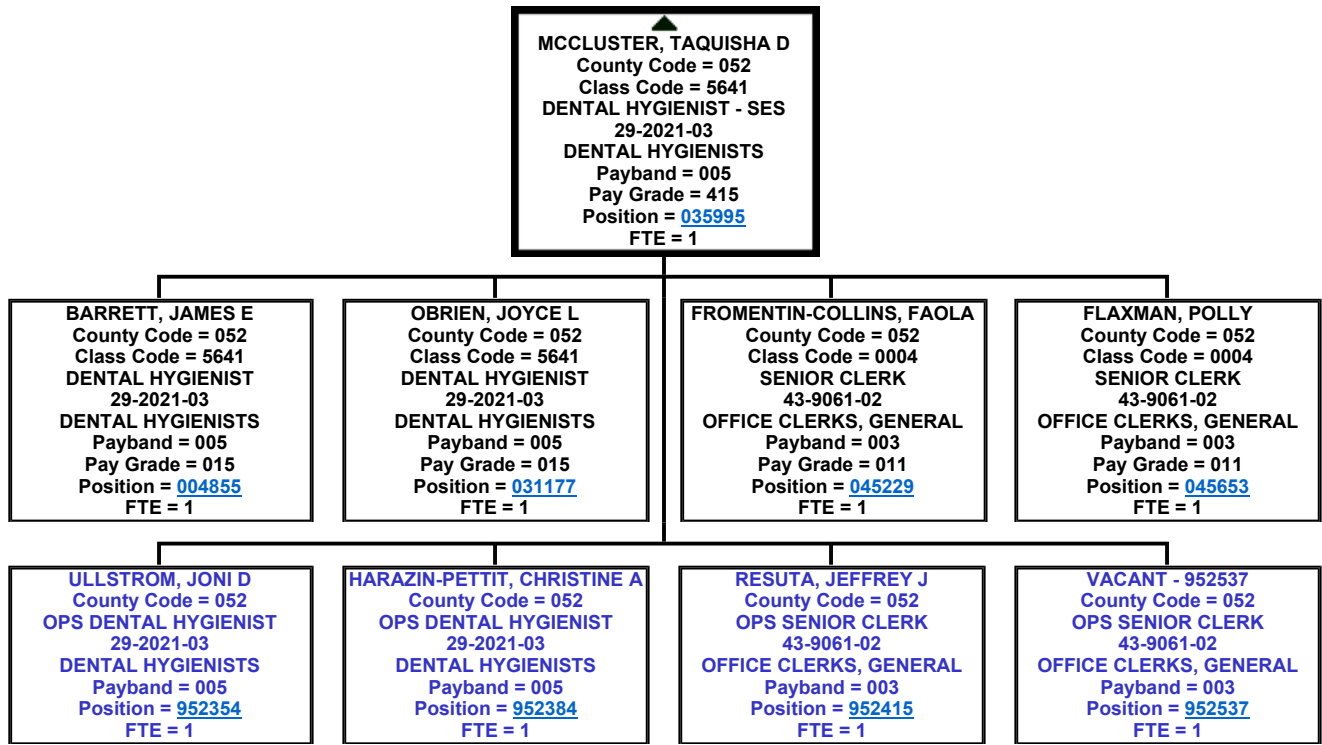 MCCLUSTER, TAQUISHA D
County Code = 052
Class Code = 5641
DENTAL HYGIENIST - SES
29-2021-03
DENTAL HYGIENISTS
Payband = 005
Pay Grade = 415
Position = 035995
FTE = 1
BARRETT, JAMES E
County Code = 052
Class Code = 5641
DENTAL HYGIENIST
29-2021-03
DENTAL HYGIENISTS
Payband = 005
Pay Grade = 015
Position = 004855
FTE = 1
OBRIEN, JOYCE L
County Code = 052
Class Code = 5641
DENTAL HYGIENIST
29-2021-03
DENTAL HYGIENISTS
Payband = 005
Pay Grade = 015
Position = 031177
FTE = 1
FROMENTIN-COLLINS, FAOLA
County Code = 052
Class Code = 0004
SENIOR CLERK
43-9061-02
OFFICE CLERKS, GENERAL
Payband = 003
Pay Grade = 011
Position = 045229
FTE = 1
FLAXMAN, POLLY
County Code = 052
Class Code = 0004
SENIOR CLERK
43-9061-02
OFFICE CLERKS, GENERAL
Payband = 003
Pay Grade = 011
Position = 045653
FTE = 1
ULLSTROM, JONI D
County Code = 052
OPS DENTAL HYGIENIST
29-2021-03
DENTAL HYGIENISTS
Payband = 005
Position = 952354
FTE = 1
HARAZIN-PETTIT, CHRISTINE A
County Code = 052
OPS DENTAL HYGIENIST
29-2021-03
DENTAL HYGIENISTS
Payband = 005
Position = 952384
FTE = 1
RESUTA, JEFFREY J
County Code = 052
OPS SENIOR CLERK
43-9061-02
OFFICE CLERKS, GENERAL
Payband = 003
Position = 952415
FTE = 1
VACANT - 952537
County Code = 052
OPS SENIOR CLERK
43-9061-02
OFFICE CLERKS, GENERAL
Payband = 003
Position = 952537
FTE = 1